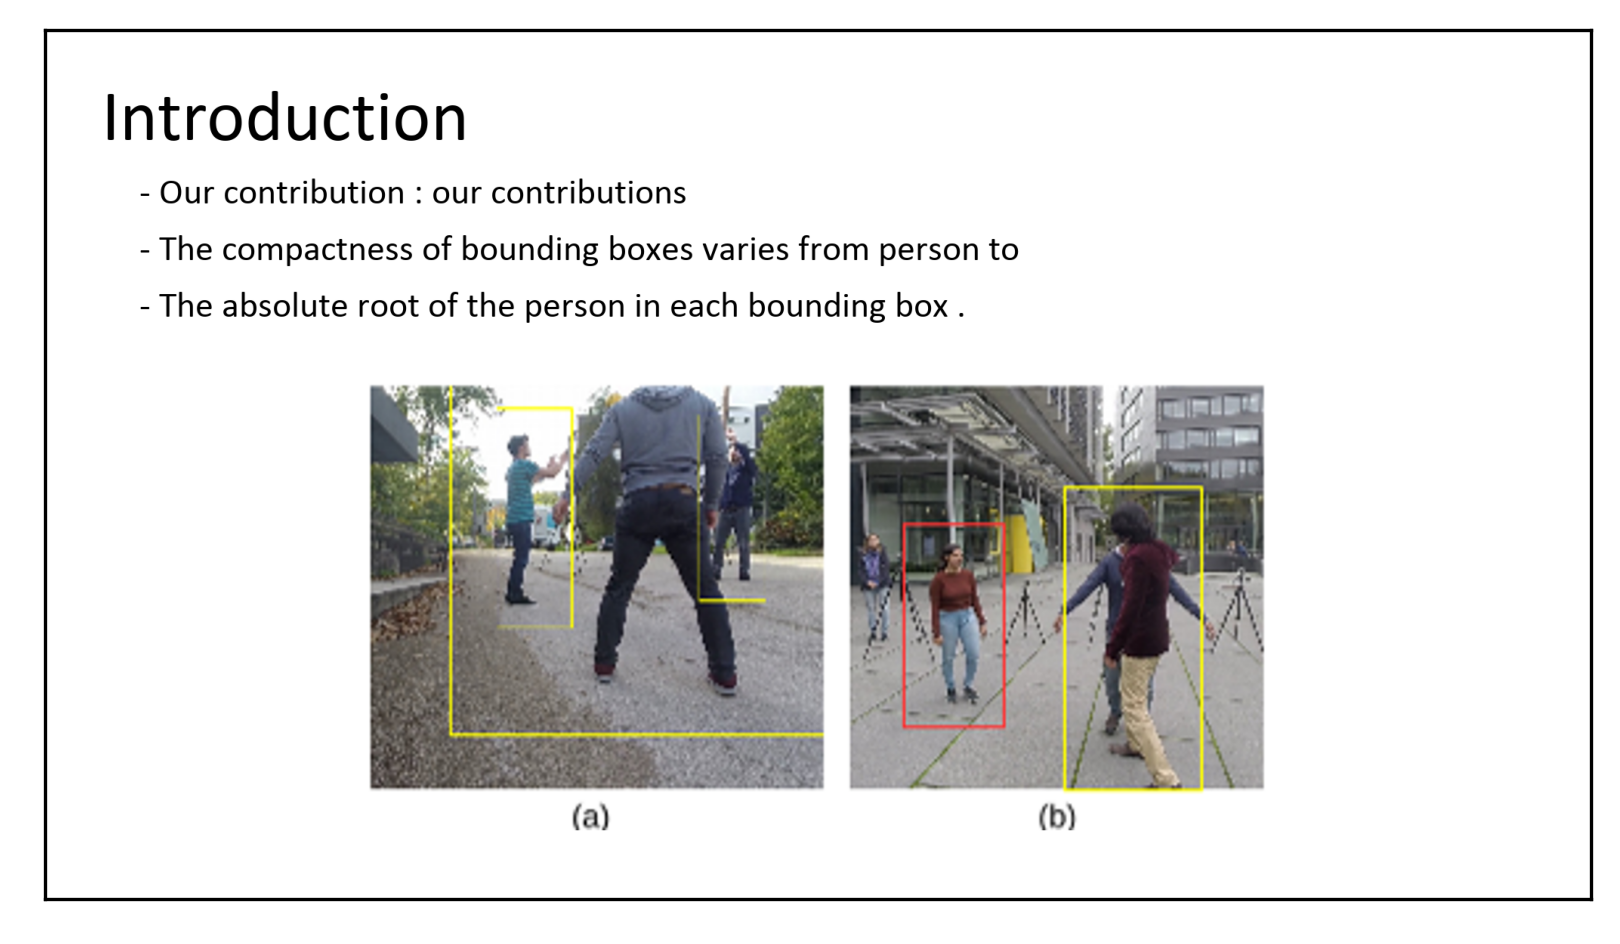 Introduction
- Our contribution : our contributions
- The compactness of bounding boxes varies from person to
- The absolute root of the person in each bounding box .
(a)
(b)